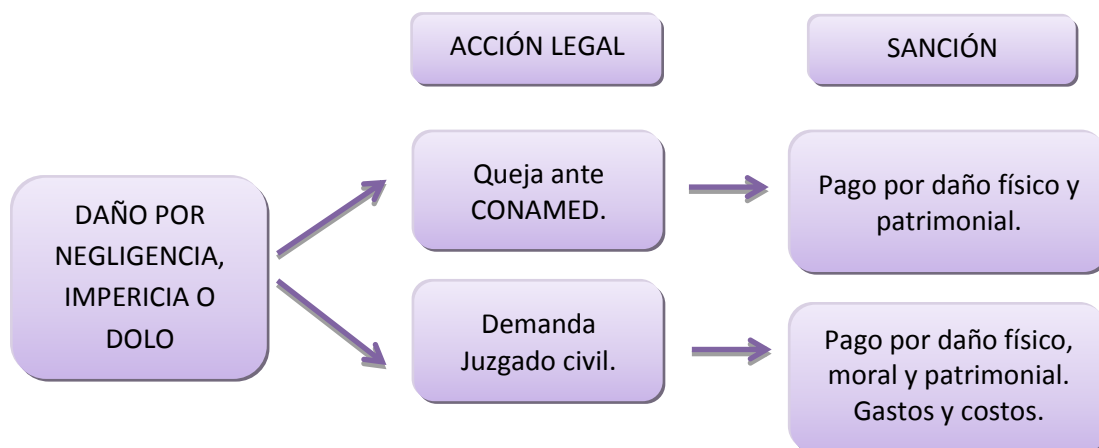 ACCIÓN LEGAL
SANCIÓN
DAÑO POR
NEGLIGENCIA,
IMPERICIA O
DOLO
Queja ante
CONAMED.
Pago por daño físico y
patrimonial.
Demanda
Juzgado civil.
Pago por daño físico,
moral y patrimonial.
Gastos y costos.